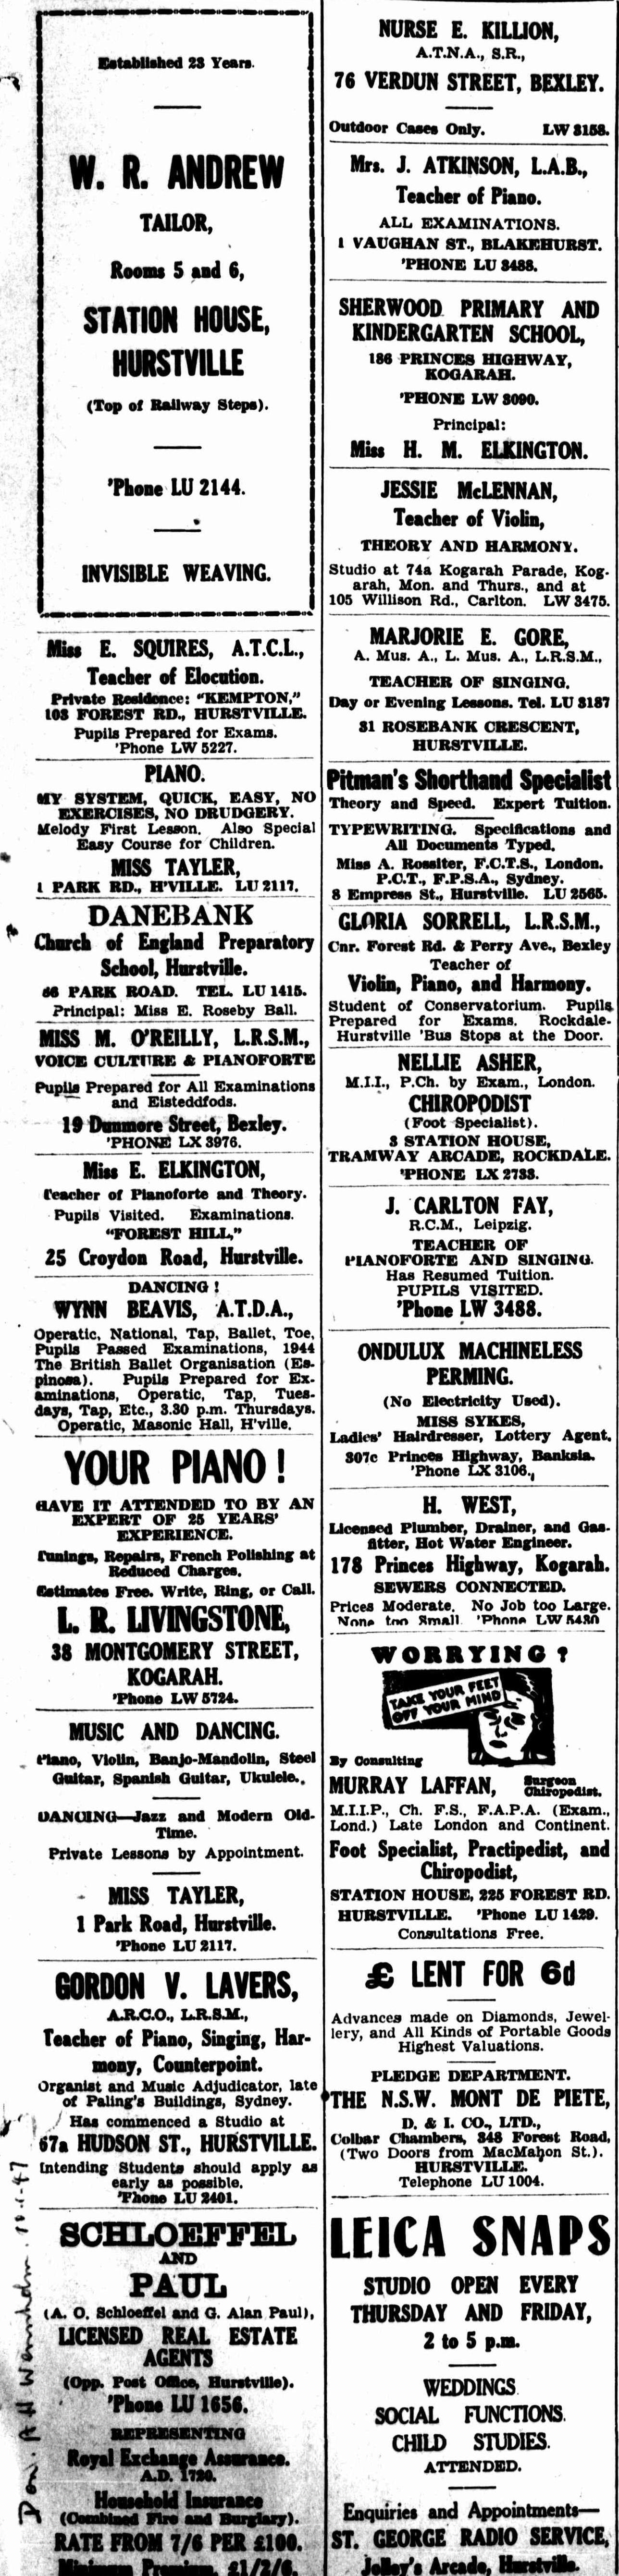 Established 23 Years.
W. R. ANDREW
TAILOR,
Rooms 5 and 6,
STATION HOUSE,
HURSTVILLE
(Top of Railway Steps).
'Phone LU 2144.
INVISIBLE WEAVING.
Miss E. SQUIRES, A.T.C.L.,
Teacher of Elocution.
Private Residence: "KEMPTON,"
103 FOREST RD., HURSTVILLE.
Pupils Prepared for Exams.
'Phone LW 5227.
PIANO.
MY SYSTEM, QUICK, EASY, NO
EXERCISES, NO DRUDGERY.
Melody First Lesson. Also Special
Easy Course for Children.
MISS TAYLER,
1 PARK RD., H'VILLE. LU 2117.
DANEBANK
Church of England Preparatory
School, Hurstville.
66 PARK ROAD. TEL. LU 1415.
Principal: Miss E. Roseby Ball.
MISS M. O'REILLY, L.R.S.M.,
VOICE CULTURE & PIANOFORTE
Pupils Prepared for All Examinations
and Eisteddfods.
19 Dunmore Street, Bexley.
'PHONE LX 3976.
Miss E. ELKINGTON,
Teacher of Pianoforte and Theory.
Pupils Visited. Examinations.
"FOREST HILL,"
25 Croydon Road, Hurstville.
DANCING!
WYNN BEAVIS, A.T.D.A.,
Operatic, National, Tap, Ballet, Toe,
Pupils Passed Examinations, 1944
The British Ballet Organisation (Es-
pinosa). Pupils Prepared for Ex-
aminations, Operatic, Tap, Tues-
days, Tap, Etc., 3.30 p.m. Thursdays.
Operatic, Masonic Hall, H'ville.
YOUR PIANO!
HAVE IT ATTENDED TO BY AN
EXPERT OF 25 YEARS'
EXPERIENCE.
Tunings, Repairs, French Polishing at
Reduced Charges.
Estimates Free. Write, Ring, or Call.
L. R. LIVINGSTONE,
38 MONTGOMERY STREET,
KOGARAH.
'Phone LW 5724.
MUSIC AND DANCING.
Piano, Violin, Banjo-Mandolin, Steel
Guitar, Spanish Guitar, Ukulele.
DANCING—Jazz and Modern Old-
Time.
Private Lessons by Appointment.
MISS TAYLER,
1 Park Road, Hurstville.
'Phone LU 2117.
GORDON V. LAVERS,
A.R.C.O., L.R.S.M.,
Teacher of Piano, Singing, Har-
mony, Counterpoint.
Organist and Music Adjudicator, late
of Paling's Buildings, Sydney.
Has commenced a Studio at
67a HUDSON ST., HURSTVILLE.
Intending Students should apply as
early as possible.
'Phone LU 2401.
SCHLOEFFEL
AND
PAUL
(A. O. Schloeffel and G. Alan Paul),
LICENSED REAL ESTATE
AGENTS
(Opp. Post Office, Hurstville).
'Phone LU 1656.
REPRESENTING
Royal Exchange Assurance.
A.D. 1720.
Household Insurance
(Combined Fire and Burglary).
RATE FROM 7/6 PER £100.
Minimum Premium, £1/2/6.
NURSE E. KILLION,
A.T.N.A., S.R.,
76 VERDUN STREET, BEXLEY.
Outdoor Cases Only. LW 3158.
Mrs. J. ATKINSON, L.A.B.,
Teacher of Piano.
ALL EXAMINATIONS.
1 VAUGHAN ST., BLAKEHURST.
'PHONE LU 3488.
SHERWOOD PRIMARY AND
KINDERGARTEN SCHOOL,
186 PRINCES HIGHWAY,
KOGARAH.
'PHONE LW 3090.
Principal:
Miss H. M. ELKINGTON.
JESSIE McLENNAN,
Teacher of Violin,
THEORY AND HARMONY.
Studio at 74a Kogarah Parade, Kog-
arah, Mon. and Thurs., and at
105 Willison Rd., Carlton. LW 3475.
MARJORIE E. GORE,
A. Mus. A., L. Mus. A., L.R.S.M.,
TEACHER OF SINGING.
Day or Evening Lessons. Tel. LU 3187
31 ROSEBANK CRESCENT,
HURSTVILLE.
Pitman's Shorthand Specialist
Theory and Speed. Expert Tuition.
TYPEWRITING. Specifications and
All Documents Typed.
Miss A. Rossiter, F.C.T.S., London.
P.C.T., F.P.S.A., Sydney.
8 Empress St., Hurstville. LU 2565.
GLORIA SORRELL, L.R.S.M.,
Cnr. Forest Rd. & Perry Ave., Bexley
Teacher of
Violin, Piano, and Harmony.
Student of Conservatorium. Pupils
Prepared for Exams. Rockdale-
Hurstville 'Bus Stops at the Door.
NELLIE ASHER,
M.I.I., P.Ch. by Exam., London.
CHIROPODIST
(Foot Specialist).
3 STATION HOUSE,
TRAMWAY ARCADE, ROCKDALE.
'PHONE LX 2733.
J. CARLTON FAY,
R.C.M., Leipzig.
TEACHER OF
PIANOFORTE AND SINGING.
Has Resumed Tuition.
PUPILS VISITED.
'Phone LW 3488.
ONDULUX MACHINELESS
PERMING.
(No Electricity Used).
MISS SYKES,
Ladies' Hairdresser, Lottery Agent.
307c Princes Highway, Banksia.
'Phone LX 3106.
H. WEST,
Licensed Plumber, Drainer, and Gas-
fitter, Hot Water Engineer.
178 Princes Highway, Kogarah.
SEWERS CONNECTED.
Prices Moderate. No Job too Large.
None too Small. 'Phone LW 5430
WORRYING?
TAKE YOUR FEET
OFF YOUR MIND
By Consulting
MURRAY LAFFAN, Surgeon Chiropodist.
M.I.I.P., Ch. F.S., F.A.P.A. (Exam.,
Lond.) Late London and Continent.
Foot Specialist, Practipedist, and
Chiropodist,
STATION HOUSE, 225 FOREST RD.
HURSTVILLE. 'Phone LU 1429.
Consultations Free.
£ LENT FOR 6d
Advances made on Diamonds, Jewel-
lery, and All Kinds of Portable Goods
Highest Valuations.
PLEDGE DEPARTMENT.
THE N.S.W. MONT DE PIETE,
D. & I. CO., LTD.,
Colbar Chambers, 348 Forest Road,
(Two Doors from MacMahon St.).
HURSTVILLE.
Telephone LU 1004.
LEICA SNAPS
STUDIO OPEN EVERY
THURSDAY AND FRIDAY,
2 to 5 p.m.
WEDDINGS
SOCIAL FUNCTIONS.
CHILD STUDIES.
ATTENDED.
Enquiries and Appointments—
ST. GEORGE RADIO SERVICE,
Jolley's Arcade, Hurstville.